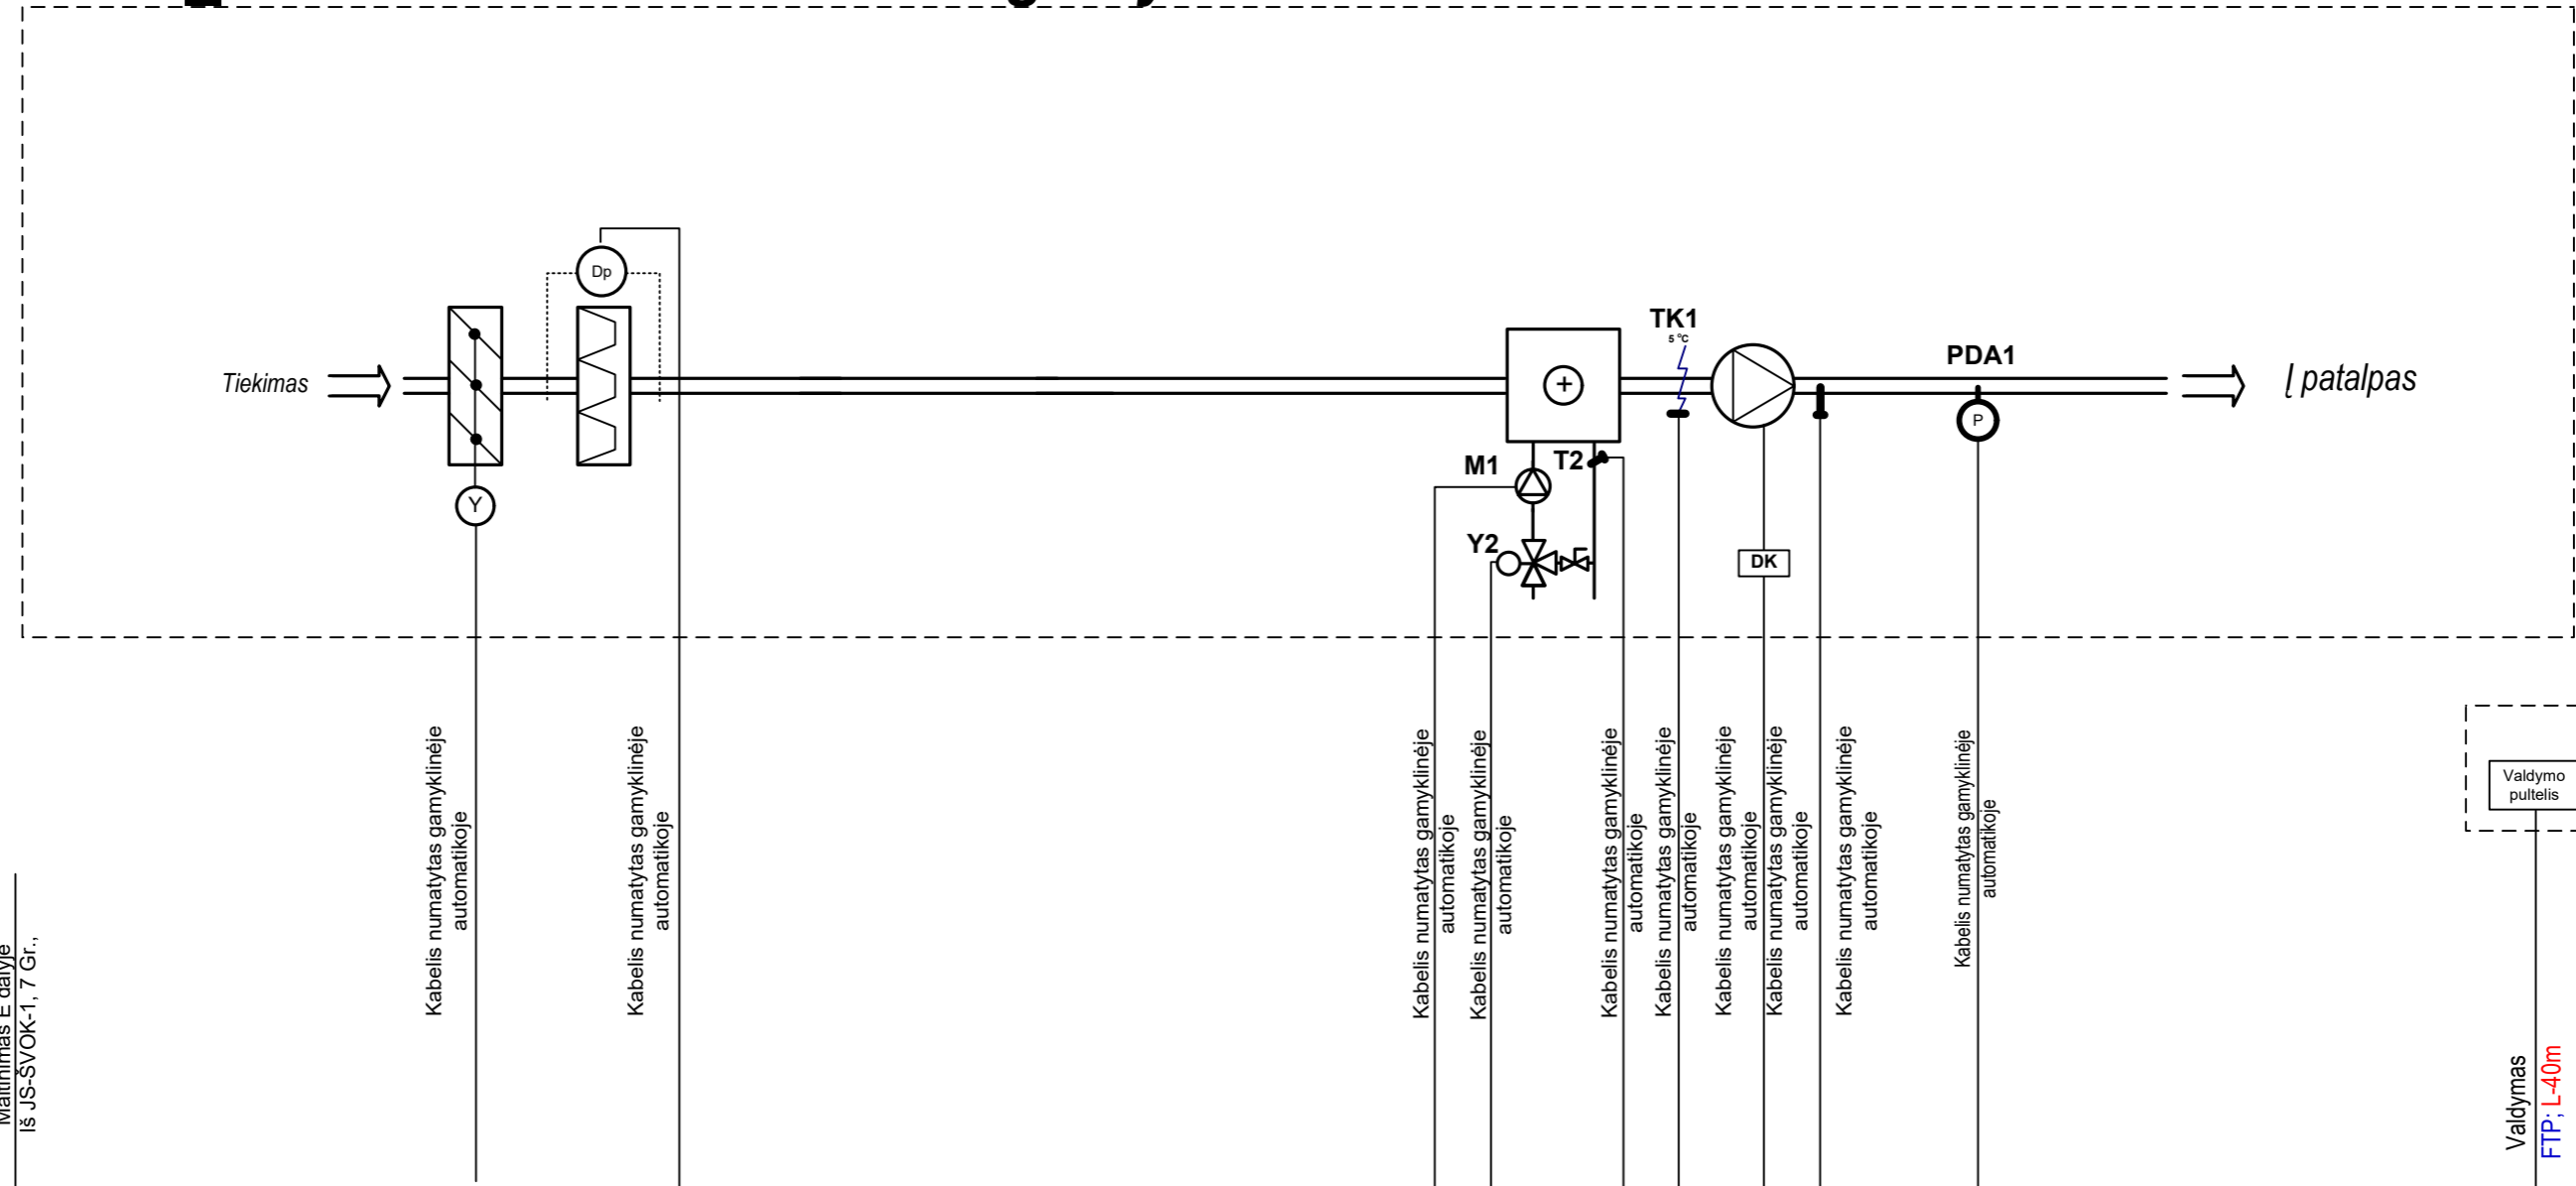 Dp
TK1
5 °C
PDA1
Tiekimas
+
Į patalpas
P
M1
T2
Y
Y2
DK
Kabelis numatytas gamyklinėje
automatikoje
Kabelis numatytas gamyklinėje
automatikoje
Kabelis numatytas gamyklinėje
automatikoje
Kabelis numatytas gamyklinėje
automatikoje
Kabelis numatytas gamyklinėje
automatikoje
Kabelis numatytas gamyklinėje
automatikoje
Kabelis numatytas gamyklinėje
automatikoje
Kabelis numatytas gamyklinėje
automatikoje
Kabelis numatytas gamyklinėje
automatikoje
Kabelis numatytas gamyklinėje
automatikoje
Valdymo
pultelis
Maitinimas E dalyje
Iš JS-ŠVOK-1, 7 Gr.,
Valdymas
FTP; L-40m